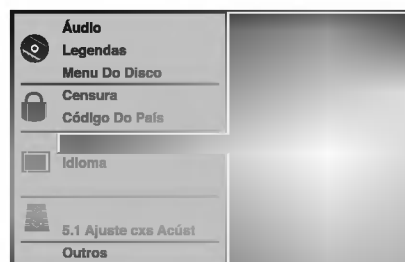 Áudio
Legendas
Menu Do Disco
Censura
Código Do País
Idioma
5.1 Ajuste cxs Acúst
Outros